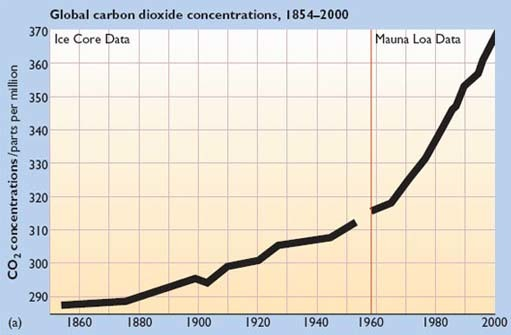 Global carbon dioxide concentrations, 1854–2000
Ice Core Data
Mauna Loa Data
CO₂ concentrations/parts per million
370
360
350
340
330
320
310
300
290
1860 1880 1900 1920 1940 1960 1980 2000
(a)